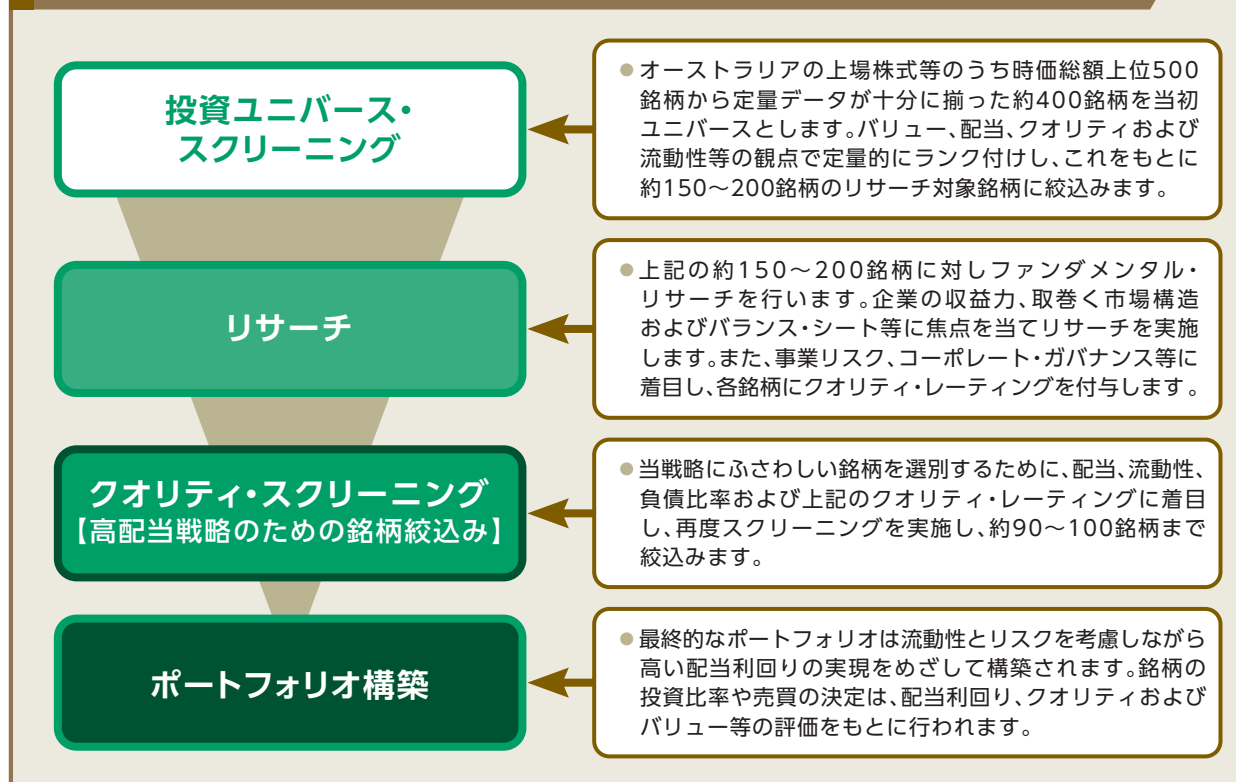 投資ユニバース・
スクリーニング
●オーストラリアの上場株式等のうち時価総額上位500
銘柄から定量データが十分に揃った約400銘柄を当初
ユニバースとします。バリュー、配当、クオリティおよび
流動性等の観点で定量的にランク付けし、これをもとに
約150～200銘柄のリサーチ対象銘柄に絞込みます。
リサーチ
●上記の約150～200銘柄に対しファンダメンタル・
リサーチを行います。企業の収益力、取巻く市場構造
およびバランス・シート等に焦点を当てリサーチを実施
します。また、事業リスク、コーポレート・ガバナンス等に
着目し、各銘柄にクオリティ・レーティングを付与します。
クオリティ・スクリーニング
【高配当戦略のための銘柄絞込み】
●当戦略にふさわしい銘柄を選別するために、配当、流動性、
負債比率および上記のクオリティ・レーティングに着目
し、再度スクリーニングを実施し、約90～100銘柄まで
絞込みます。
ポートフォリオ構築
●最終的なポートフォリオは流動性とリスクを考慮しながら
高い配当利回りの実現をめざして構築されます。銘柄の
投資比率や売買の決定は、配当利回り、クオリティおよび
バリュー等の評価をもとに行われます。